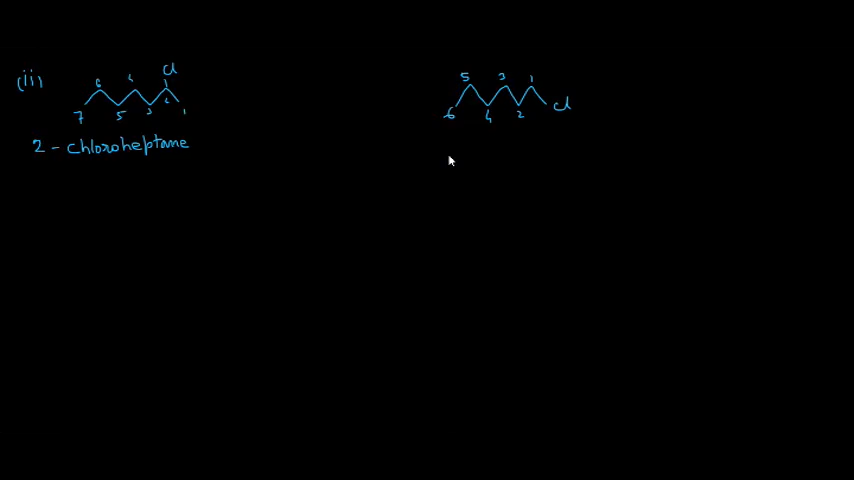 (ii)
Cl
6 4
7 5 3 2 1
2 - chloroheptane
5 3 1
Cl
6 4 2